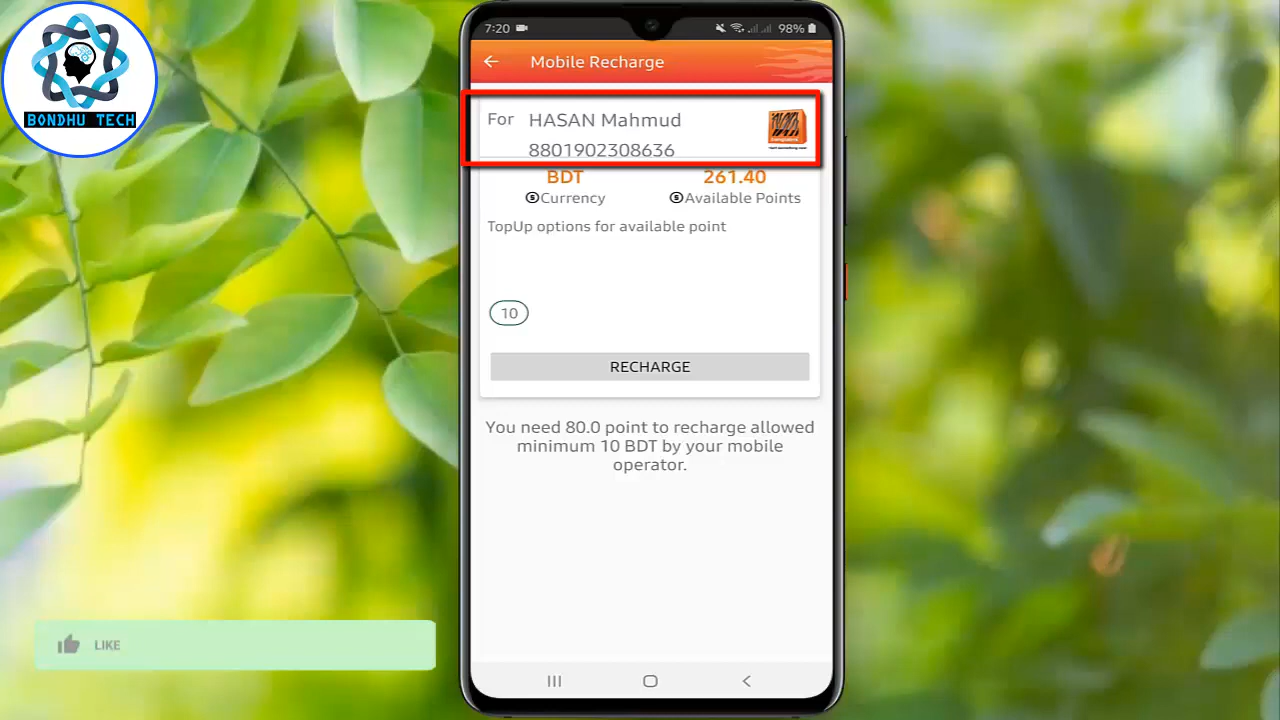 BONDHU TECH
7:20
98%
Mobile Recharge
For HASAN Mahmud
8801902308636
BDT
261.40
Currency
Available Points
TopUp options for available point
10
RECHARGE
You need 80.0 point to recharge allowed
minimum 10 BDT by your mobile
operator.
LIKE